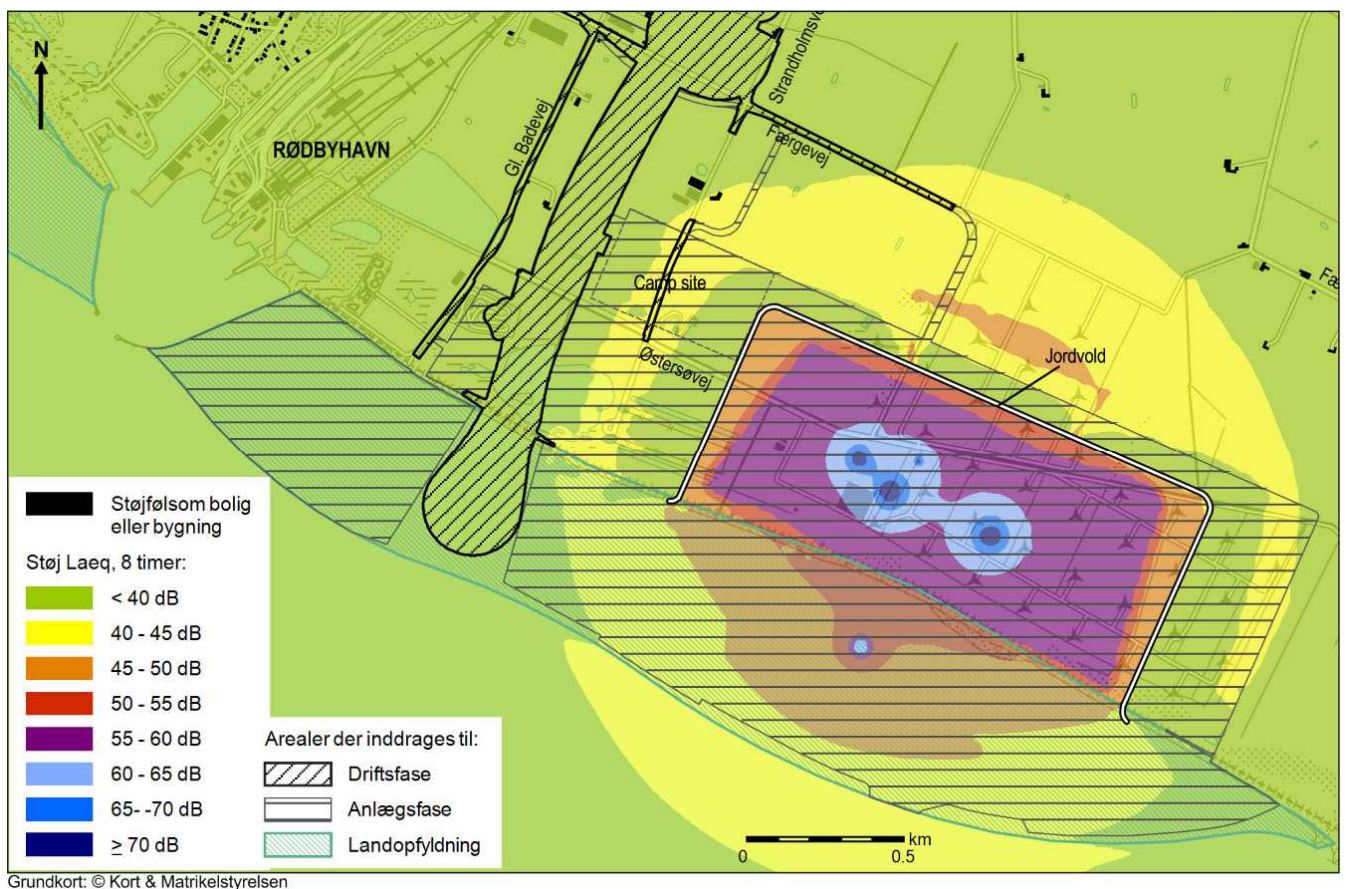 N
RØDBYHAVN
Gl. Badevej
Strandholmsv
Færgevej
Camp site
Østersøvej
Jordvold
Fæ
Støjfølsom bolig
eller bygning
Støj Laeq, 8 timer:
< 40 dB
40 - 45 dB
45 - 50 dB
50 - 55 dB
55 - 60 dB
60 - 65 dB
65- -70 dB
≥ 70 dB
Arealer der inddrages til:
Driftsfase
Anlægsfase
Landopfyldning
km
0 0.5
Grundkort: © Kort & Matrikelstyrelsen